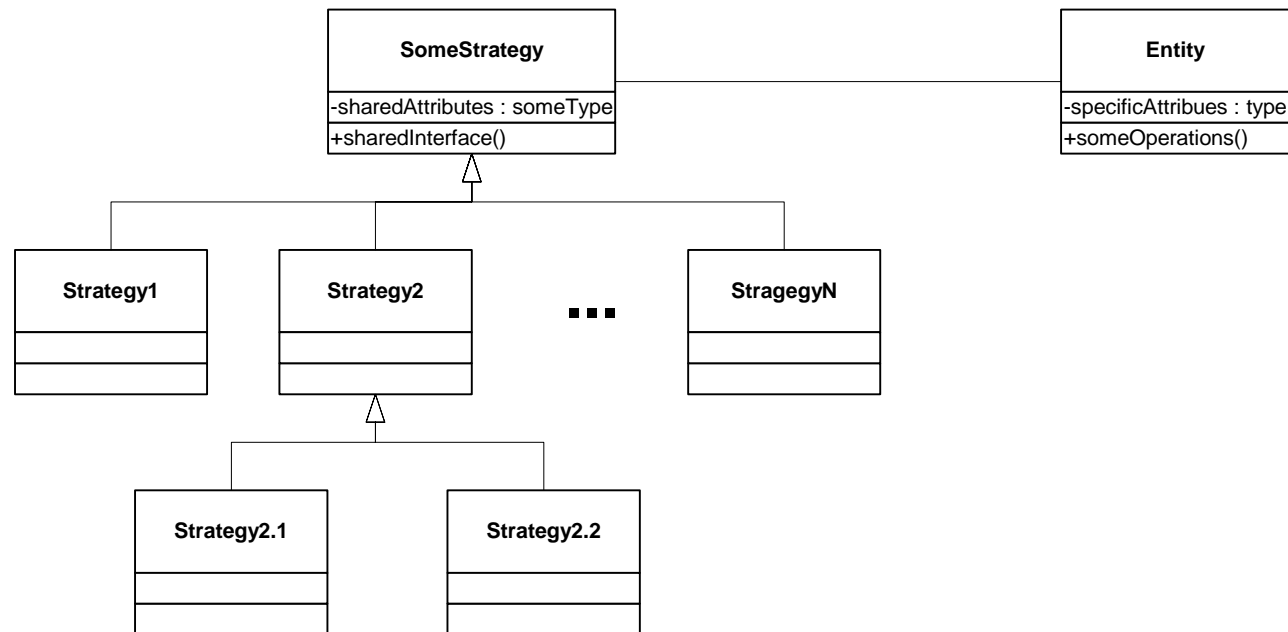 SomeStrategy
-sharedAttributes : someType
+sharedInterface()
Entity
-specificAttribues : type
+someOperations()
Strategy1
Strategy2
StragegyN
Strategy2.1
Strategy2.2